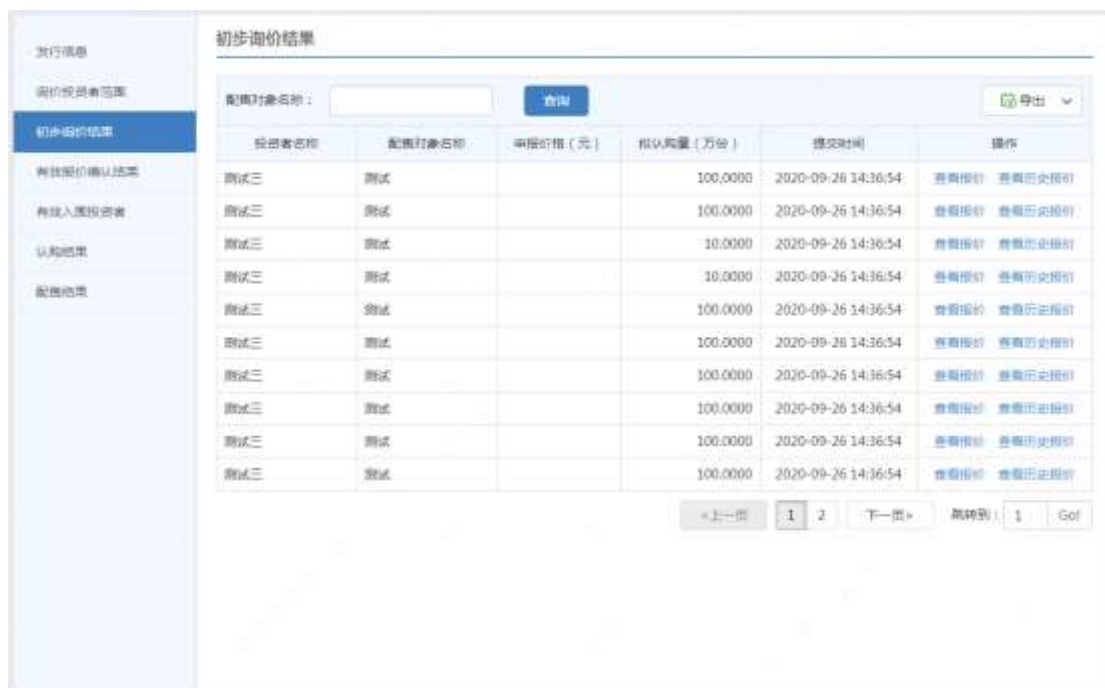 初步询价结果
发行信息
询价投资者范围
初步询价结果
有效报价确认结果
有效入围投资者
认购结果
配售结果
配售对象名称： 查询 导出
投资者名称 配售对象名称 申报价格（元） 拟认购量（万份） 提交时间 操作
测试三 测试 100.0000 2020-09-26 14:36:54 查看报价 查看历史报价
测试三 测试 100.0000 2020-09-26 14:36:54 查看报价 查看历史报价
测试三 测试 10.0000 2020-09-26 14:36:54 查看报价 查看历史报价
测试三 测试 10.0000 2020-09-26 14:36:54 查看报价 查看历史报价
测试三 测试 100.0000 2020-09-26 14:36:54 查看报价 查看历史报价
测试三 测试 100.0000 2020-09-26 14:36:54 查看报价 查看历史报价
测试三 测试 100.0000 2020-09-26 14:36:54 查看报价 查看历史报价
测试三 测试 100.0000 2020-09-26 14:36:54 查看报价 查看历史报价
测试三 测试 100.0000 2020-09-26 14:36:54 查看报价 查看历史报价
测试三 测试 100.0000 2020-09-26 14:36:54 查看报价 查看历史报价
«上一页 1 2 下一页» 跳转到： 1 Go!